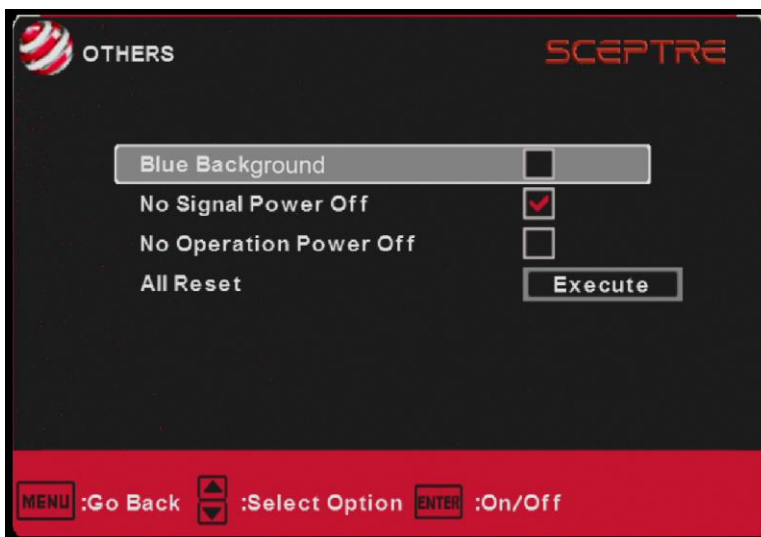 OTHERS
SCEPTRE
Blue Background
No Signal Power Off
No Operation Power Off
All Reset Execute
MENU :Go Back :Select Option ENTER :On/Off